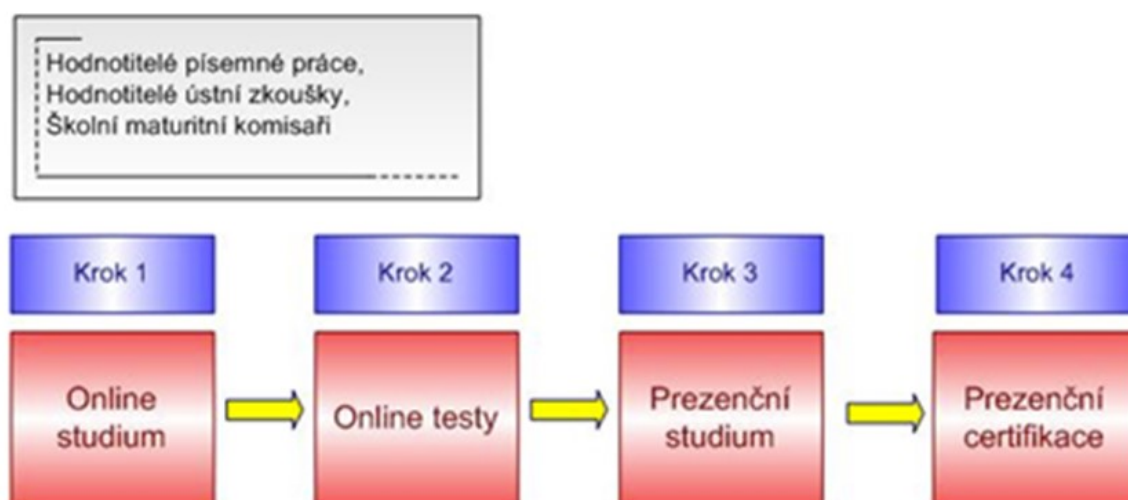 Hodnotitelé písemné práce,
Hodnotitelé ústní zkoušky,
Školní maturitní komisaři
Krok 1
Krok 2
Krok 3
Krok 4
Online
studium
Online testy
Prezenční
studium
Prezenční
certifikace